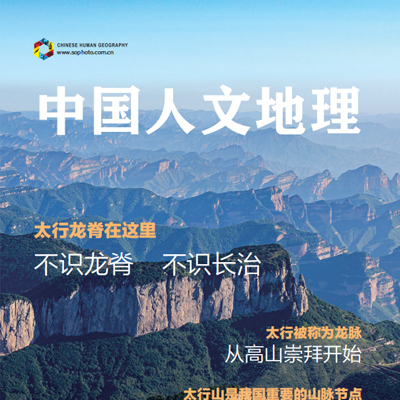 CHINESE HUMAN GEOGRAPHY
www.sophoto.com.cn
中国人文地理
太行龙脊在这里
不识龙脊 不识长治
太行被称为龙脉
从高山崇拜开始
太行山是我国重要的山脉节点